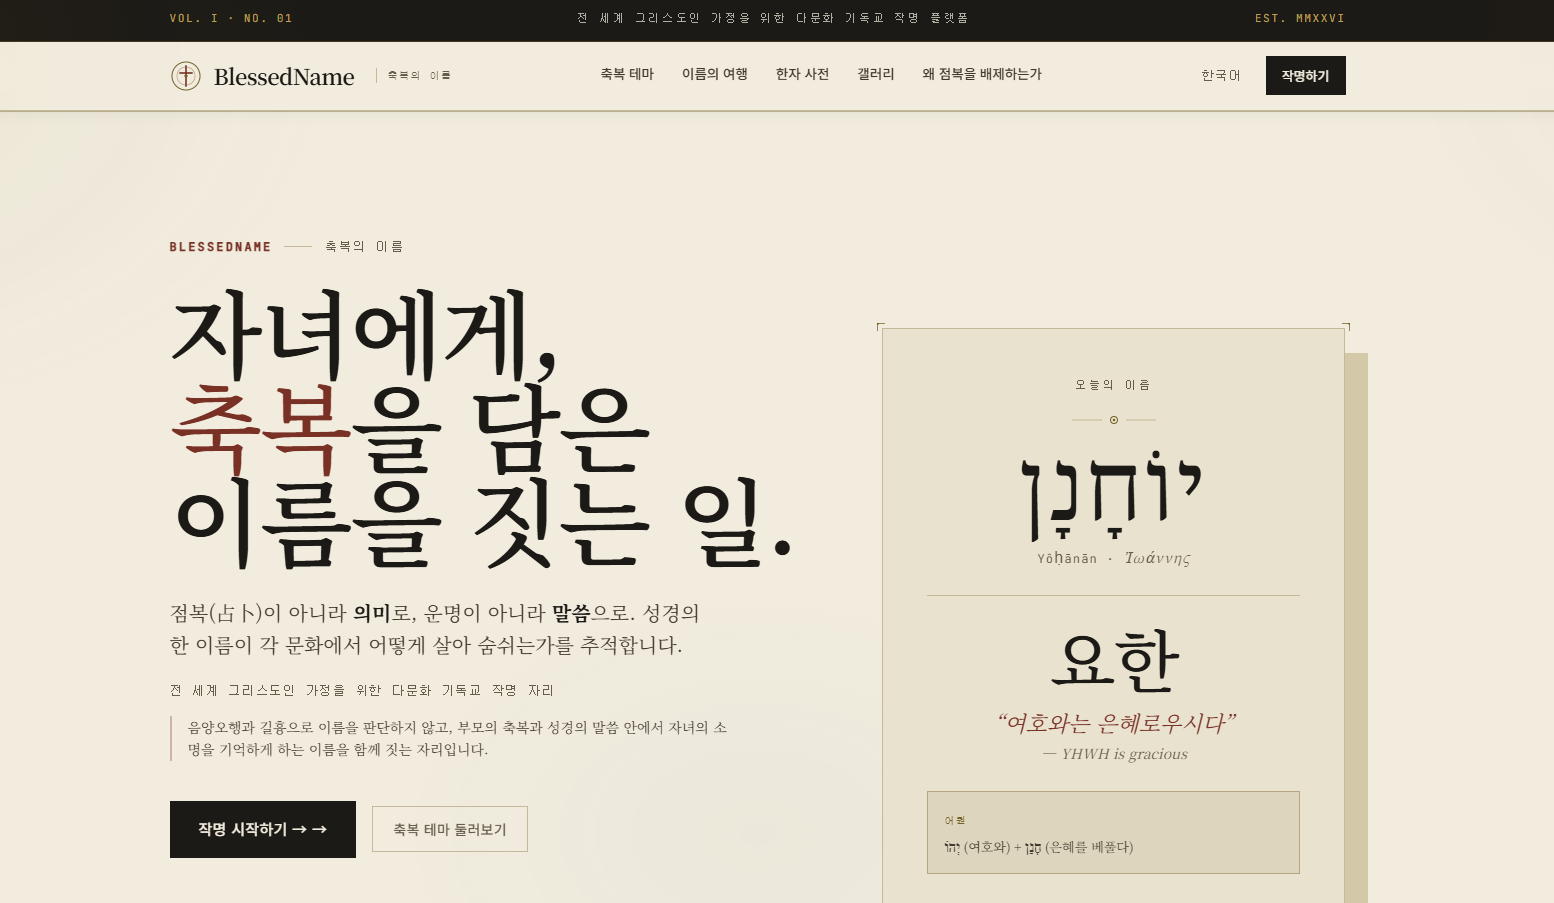 VOL. I · NO. 01
전 세계 그리스도인 가정을 위한 다문화 기독교 작명 플랫폼
EST. MMXXVI
BlessedName
축복의 이름
축복 테마
이름의 여행
한자 사전
갤러리
왜 점복을 배제하는가
한국어
작명하기
BLESSEDNAME
축복의 이름
자녀에게,
축복을 담은
이름을 짓는 일.
점복(占卜)이 아니라 의미로, 운명이 아니라 말씀으로. 성경의
한 이름이 각 문화에서 어떻게 살아 숨쉬는가를 추적합니다.
전 세계 그리스도인 가정을 위한 다문화 기독교 작명 자리
음양오행과 길흉으로 이름을 판단하지 않고, 부모의 축복과 성경의 말씀 안에서 자녀의 소
명을 기억하게 하는 이름을 함께 짓는 자리입니다.
작명 시작하기 → →
축복 테마 둘러보기
오늘의 이름
יוֹחָנָן
Yôḥānān · Ἰωάννης
요한
“여호와는 은혜로우시다”
— YHWH is gracious
어원
יְהוֹ (여호와) + חָנַן (은혜를 베풀다)